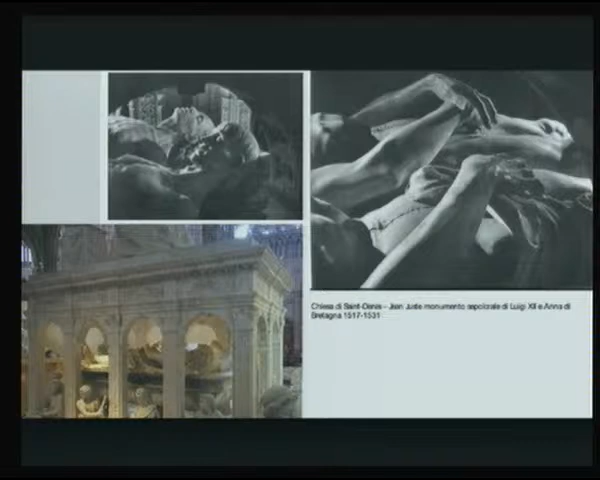 Chiesa di Saint-Denis – Jean Juste monumento sepolcrale di Luigi XII e Anna di
Bretagna 1517-1531